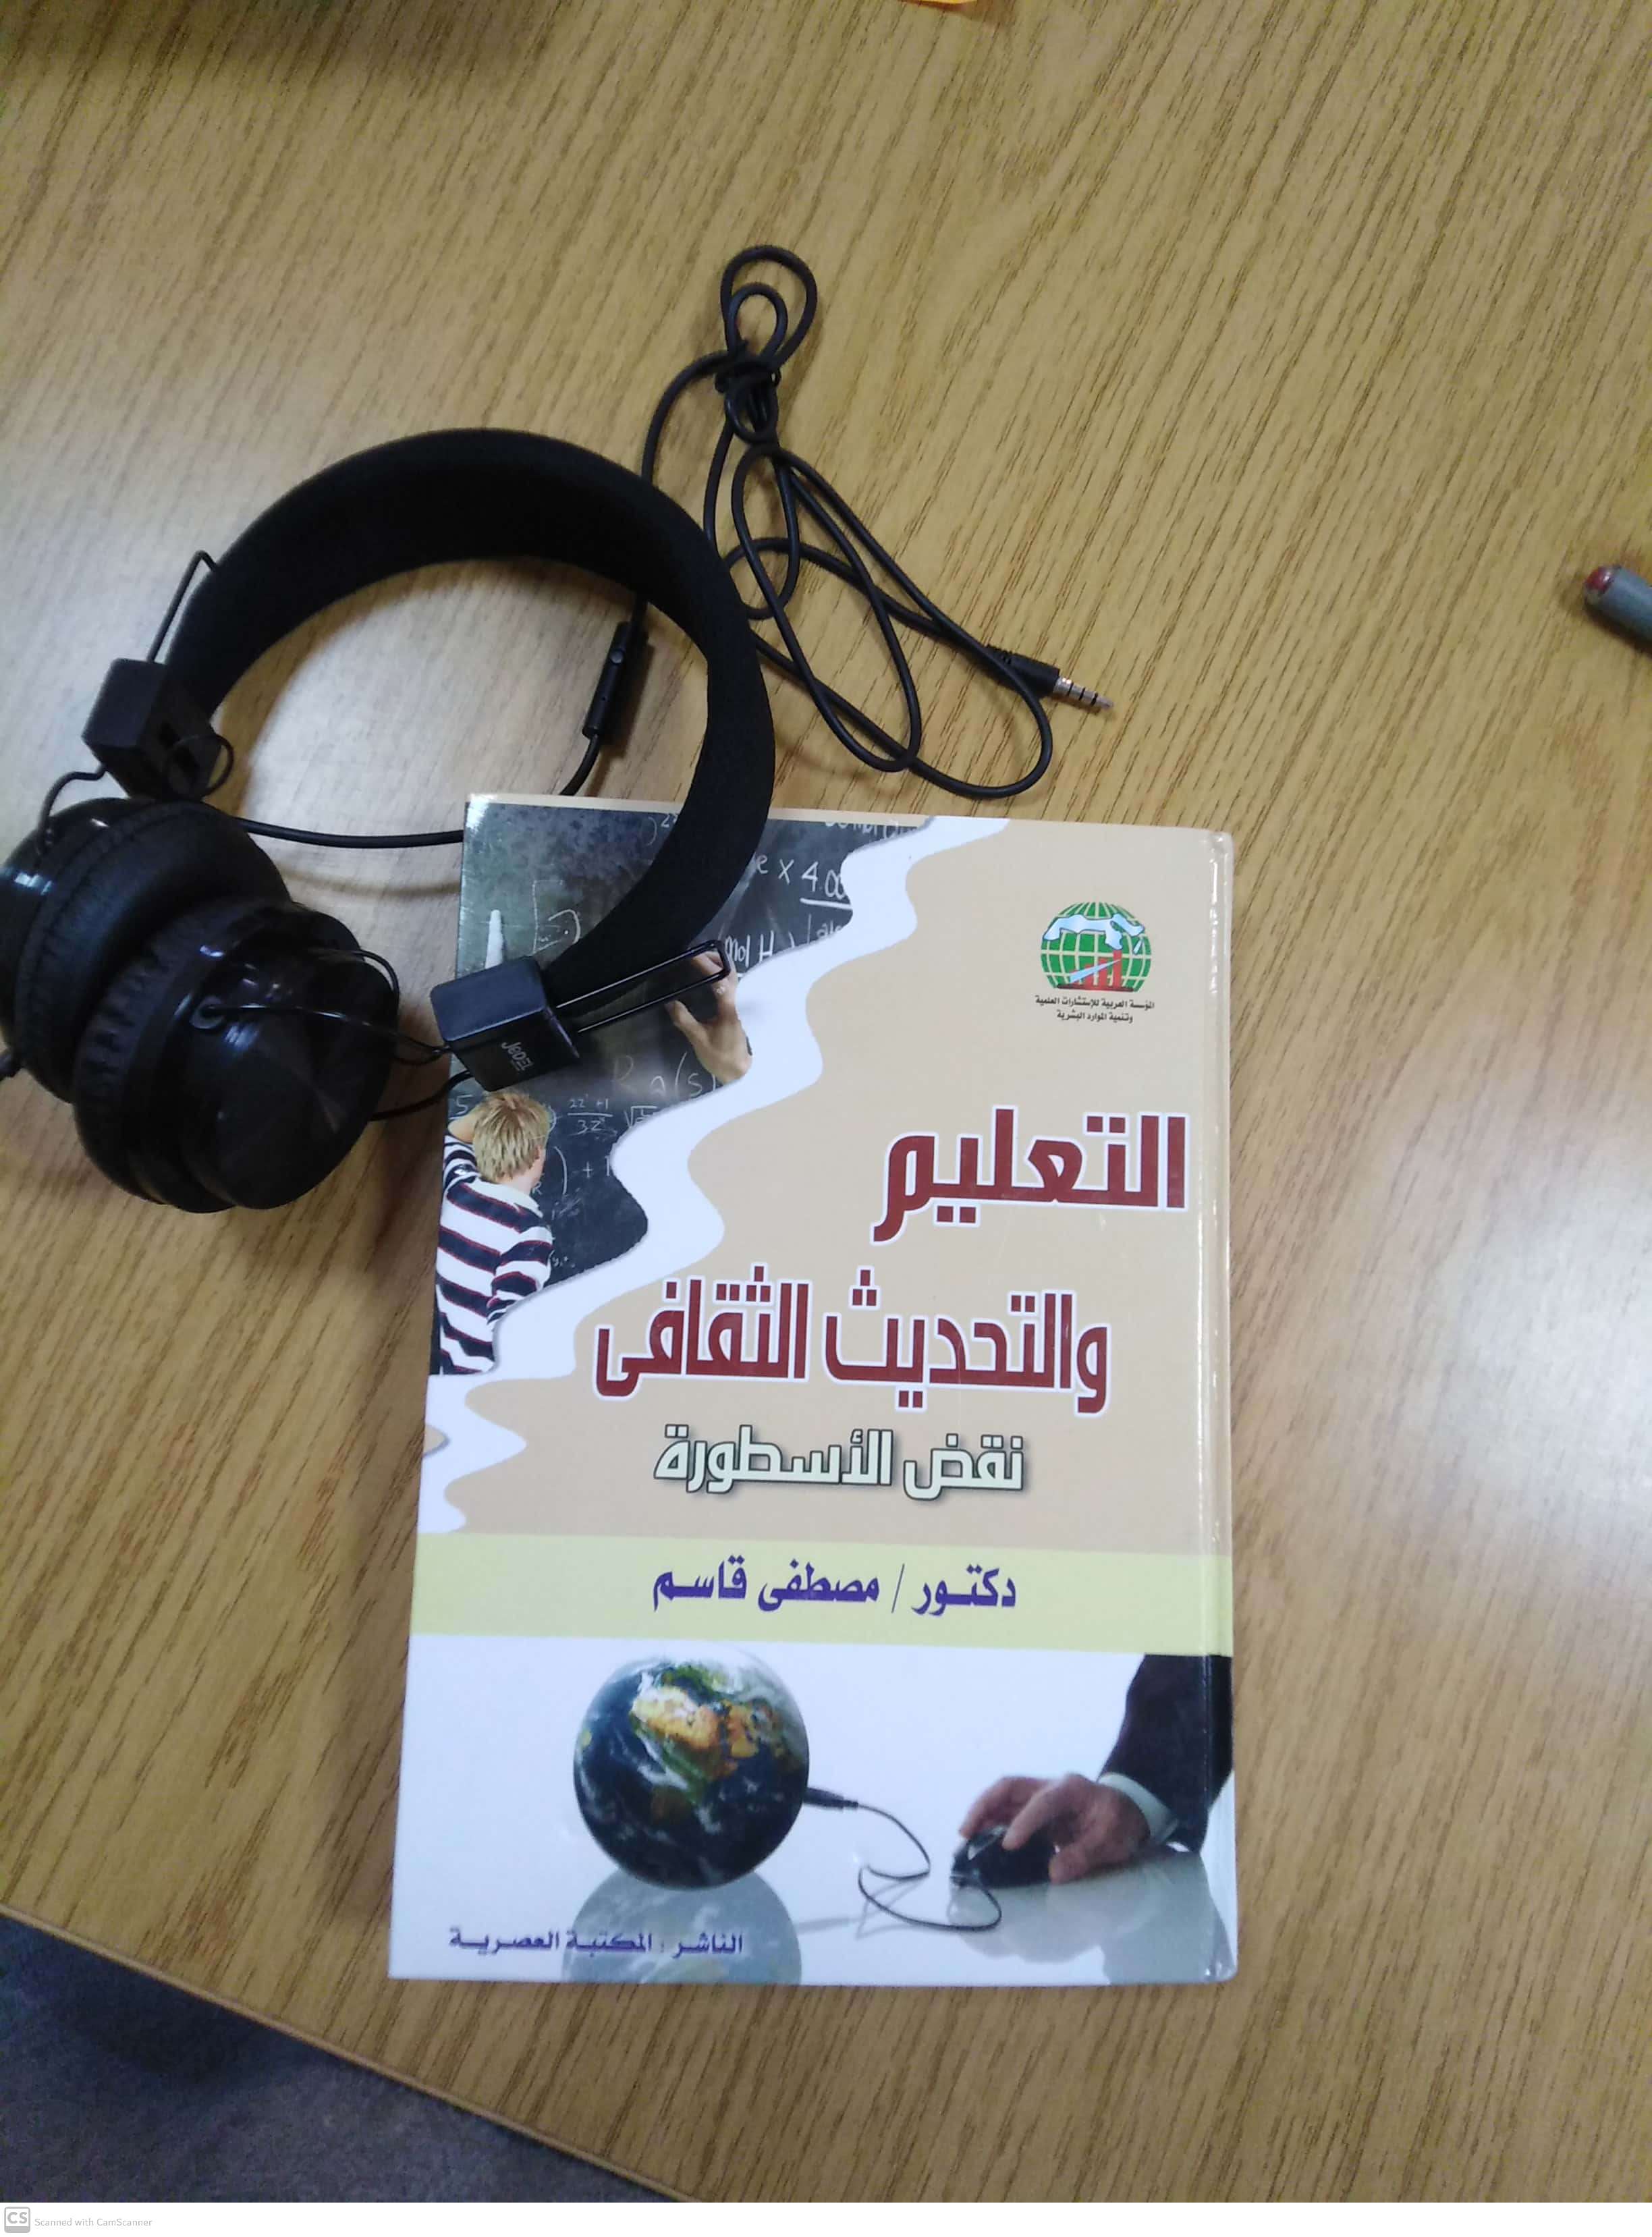 المؤسسة العربية للإستشارات العلمية
وتنمية الموارد البشرية
التعليم
والتحديث الثقافى
نقض الأسطورة
دكتور / مصطفى قاسم
الناشر : المكتبة العصرية
CS Scanned with CamScanner